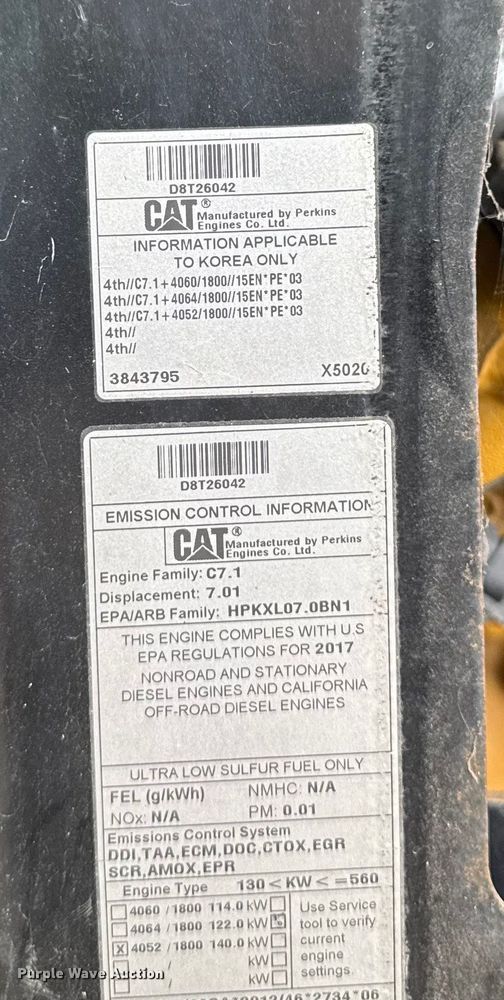 D8T26042
CAT® Manufactured by Perkins
Engines Co. Ltd.
INFORMATION APPLICABLE
TO KOREA ONLY
4th//C7.1+4060/1800//15EN*PE*03
4th//C7.1+4064/1800//15EN*PE*03
4th//C7.1+4052/1800//15EN*PE*03
4th//
4th//
3843795 X5020
D8T26042
EMISSION CONTROL INFORMATION
CAT® Manufactured by Perkins
Engines Co. Ltd.
Engine Family: C7.1
Displacement: 7.01
EPA/ARB Family: HPKXL07.0BN1
THIS ENGINE COMPLIES WITH U.S
EPA REGULATIONS FOR 2017
NONROAD AND STATIONARY
DIESEL ENGINES AND CALIFORNIA
OFF-ROAD DIESEL ENGINES
ULTRA LOW SULFUR FUEL ONLY
FEL (g/kWh) NMHC: N/A
NOx: N/A PM: 0.01
Emissions Control System
DDI,TAA,ECM,DOC,CTOX,EGR
SCR,AMOX,EPR
Engine Type 130<KW<=560
4060 /1800 114.0 kW Use Service
4064 /1800 122.0 kW tool to verify
X 4052 /1800 140.0 kW current
/ kW engine
/ kW settings.
/46*2734*06
Purple Wave Auction